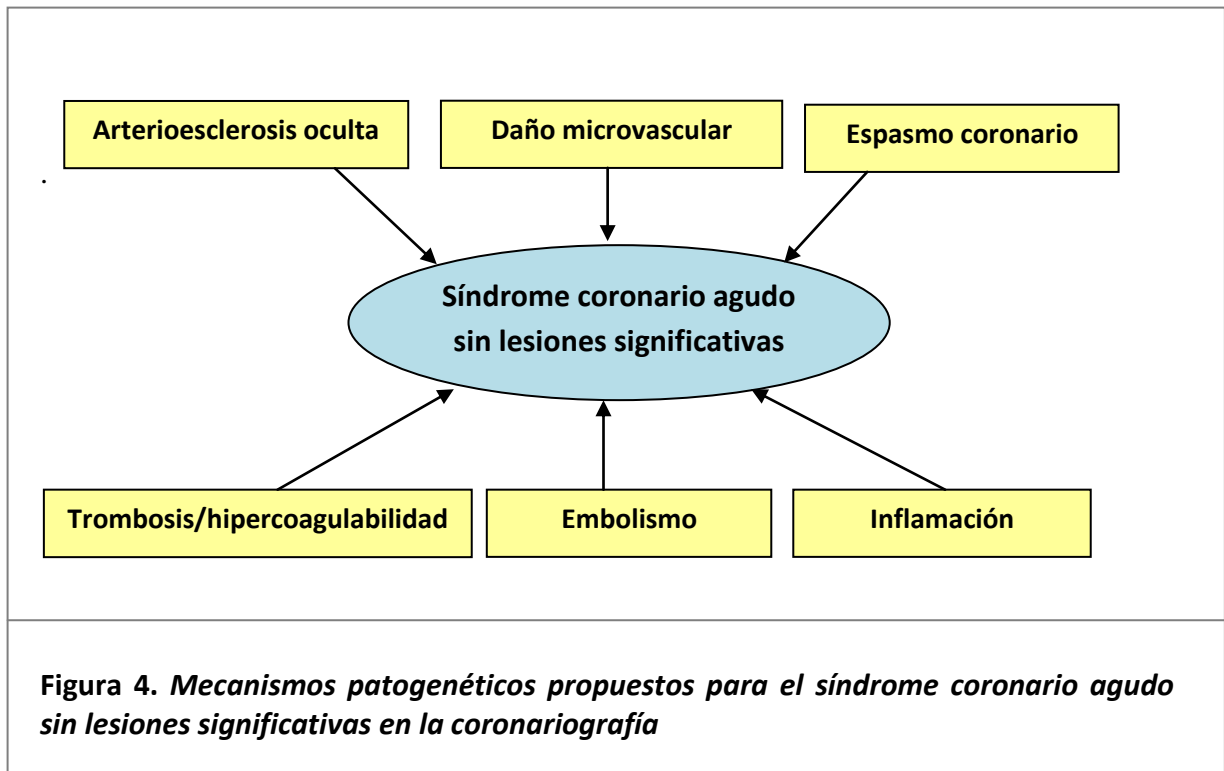 Arterioesclerosis oculta
Daño microvascular
Espasmo coronario
.
Síndrome coronario agudo
sin lesiones significativas
Trombosis/hipercoagulabilidad
Embolismo
Inflamación
Figura 4. Mecanismos patogenéticos propuestos para el síndrome coronario agudo
sin lesiones significativas en la coronariografía